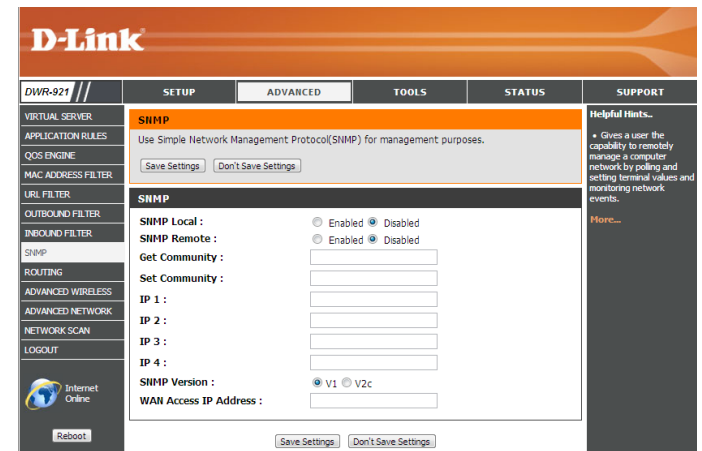 D-Link
DWR-921
SETUP
ADVANCED
TOOLS
STATUS
SUPPORT
VIRTUAL SERVER
APPLICATION RULES
QOS ENGINE
MAC ADDRESS FILTER
URL FILTER
OUTBOUND FILTER
INBOUND FILTER
SNMP
ROUTING
ADVANCED WIRELESS
ADVANCED NETWORK
NETWORK SCAN
LOGOUT
Internet
Online
Reboot
SNMP
Use Simple Network Management Protocol(SNMP) for management purposes.
Save Settings Don't Save Settings
SNMP
SNMP Local : Enabled Disabled
SNMP Remote : Enabled Disabled
Get Community :
Set Community :
IP 1 :
IP 2 :
IP 3 :
IP 4 :
SNMP Version : V1 V2c
WAN Access IP Address :
Save Settings Don't Save Settings
Helpful Hints..
• Gives a user the
capability to remotely
manage a computer
network by polling and
setting terminal values and
monitoring network
events.
More...